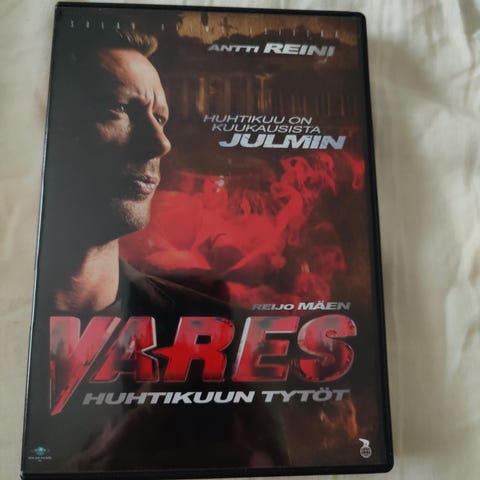 ANTTI REINI
HUHTIKUU ON
KUUKAUSISTA
JULMIN
REIJO MÄEN
VARES
HUHTIKUUN TYTÖT